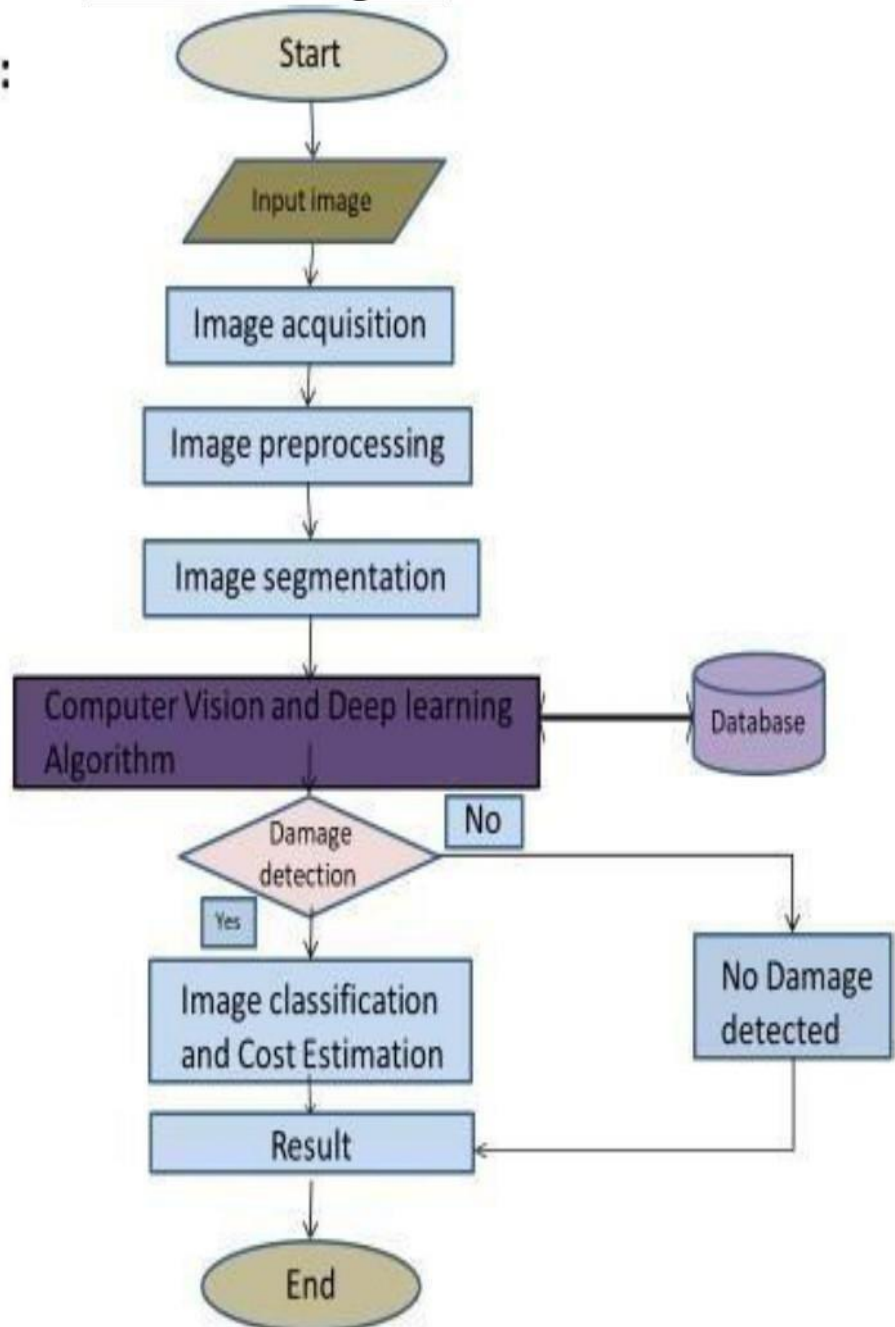 :
Start
Input image
Image acquisition
Image preprocessing
Image segmentation
Computer Vision and Deep learning
Algorithm
Database
Damage
detection
No
Yes
Image classification
and Cost Estimation
No Damage
detected
Result
End